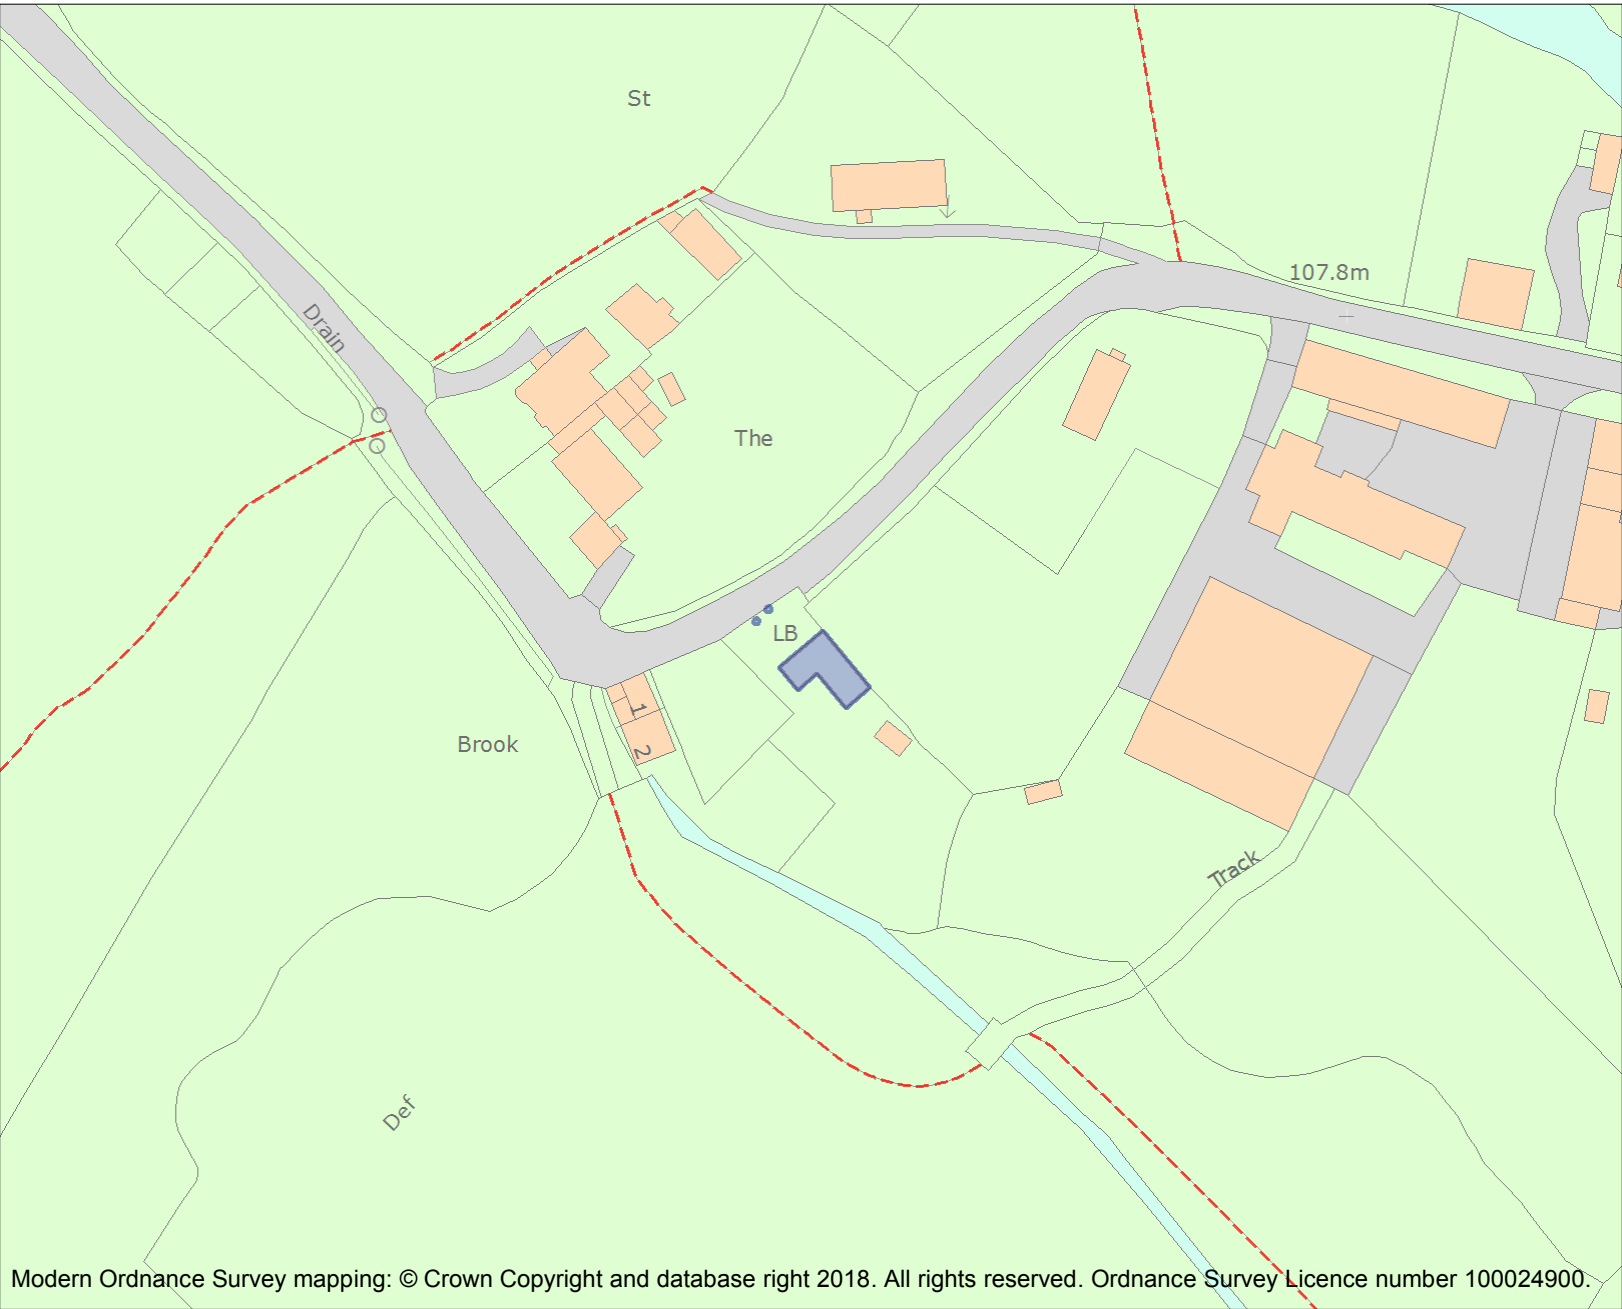 St
107.8m
Drain
The
LB
1
2
Brook
Track
Def
Modern Ordnance Survey mapping: © Crown Copyright and database right 2018. All rights reserved. Ordnance Survey Licence number 100024900.